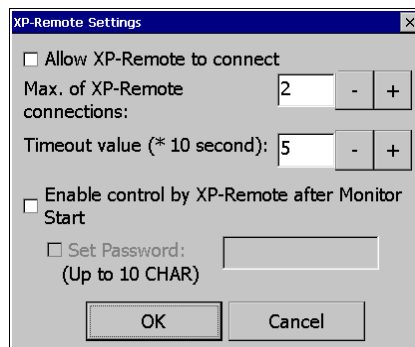 XP-Remote Settings
Allow XP-Remote to connect
Max. of XP-Remote 2 - +
connections:
Timeout value (* 10 second): 5 - +
Enable control by XP-Remote after Monitor
Start
Set Password:
(Up to 10 CHAR)
OK Cancel